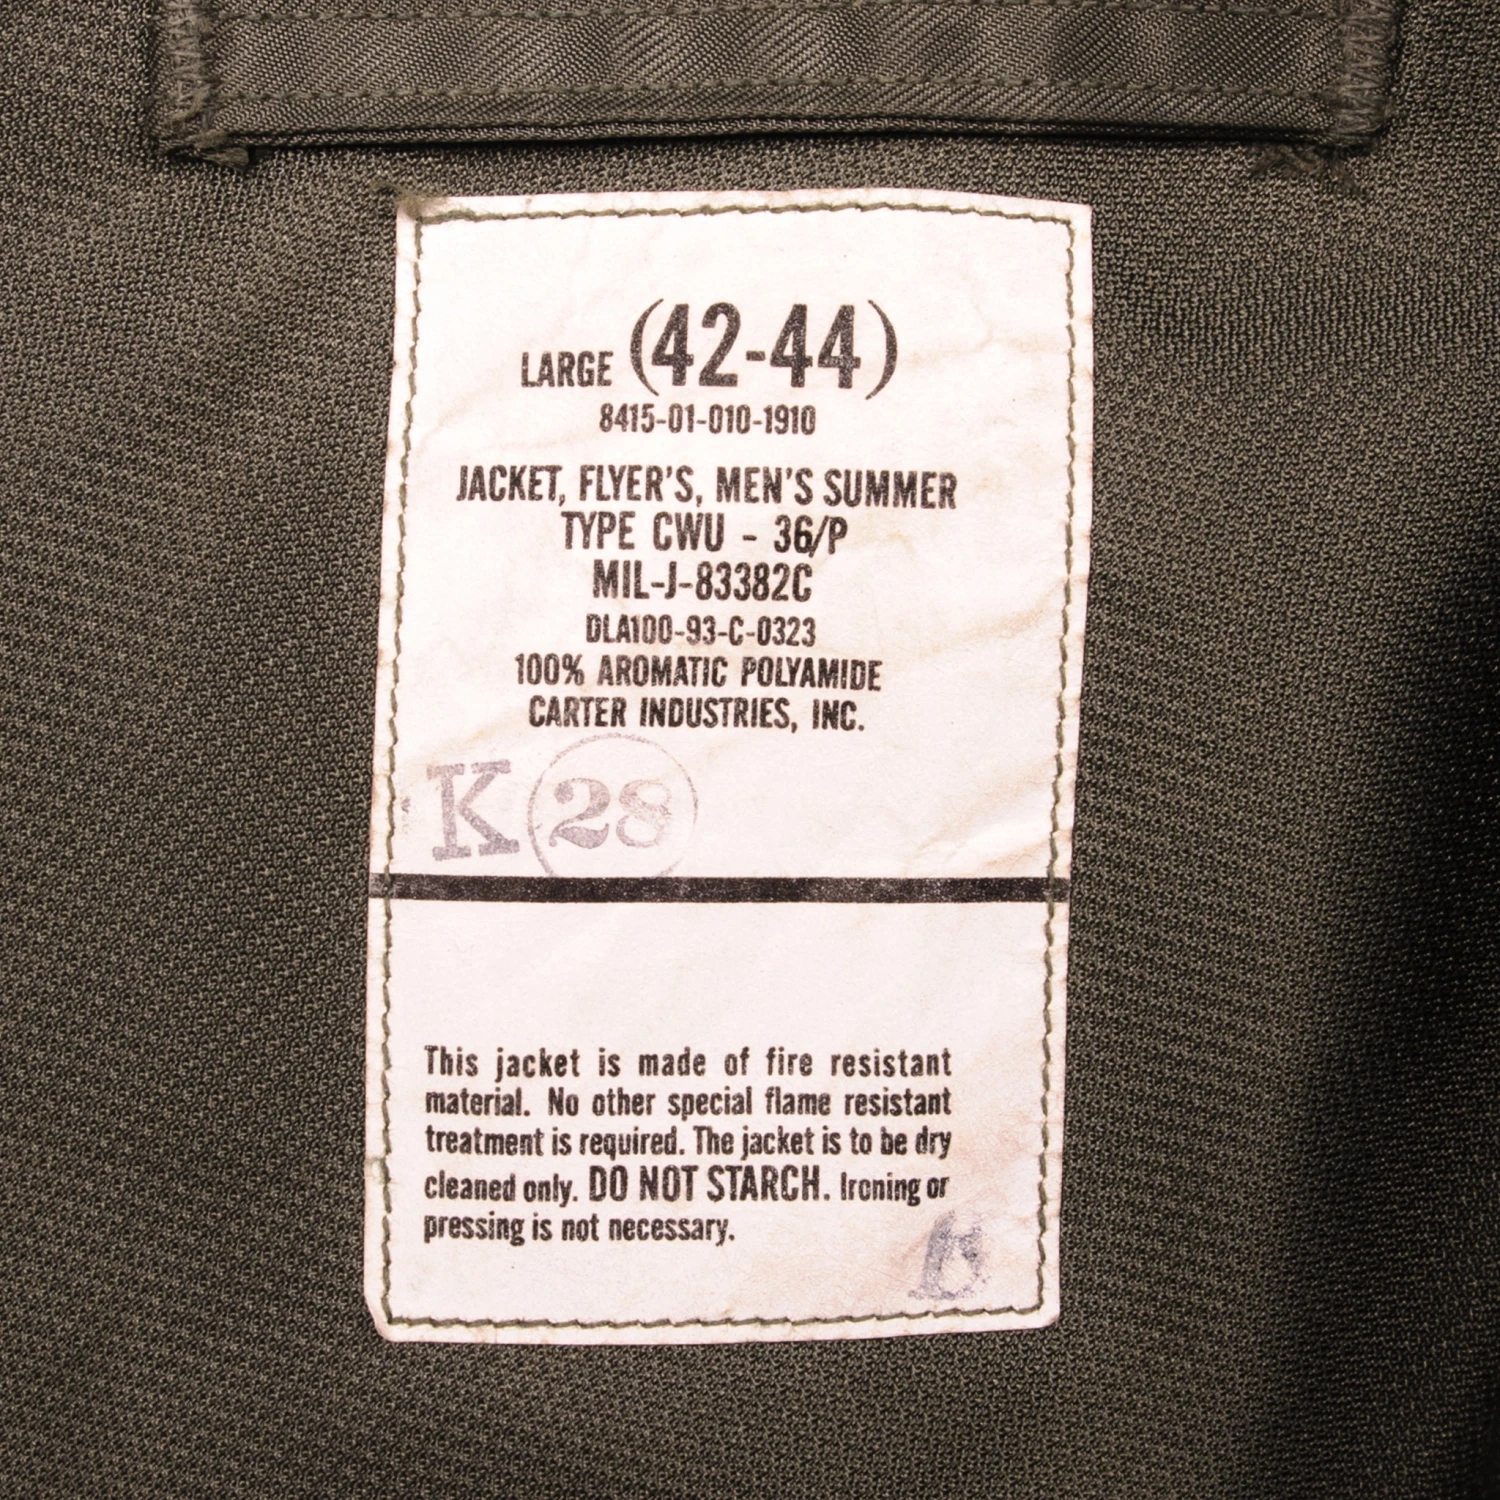 LARGE (42-44)
8415-01-010-1910
JACKET, FLYER'S, MEN'S SUMMER
TYPE CWU - 36/P
MIL-J-83382C
DLA100-93-C-0323
100% AROMATIC POLYAMIDE
CARTER INDUSTRIES, INC.
K 28
This jacket is made of fire resistant
material. No other special flame resistant
treatment is required. The jacket is to be dry
cleaned only. DO NOT STARCH. Ironing or
pressing is not necessary.